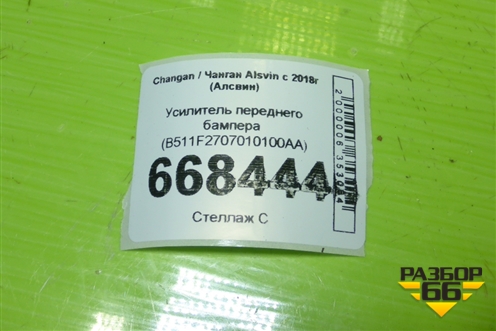 Changan / Чанган Alsvin с 2018г
(Алсвин)
Усилитель переднего
бампера
(B511F2707010100AA)
668444
Стеллаж С
РАЗБОР
66